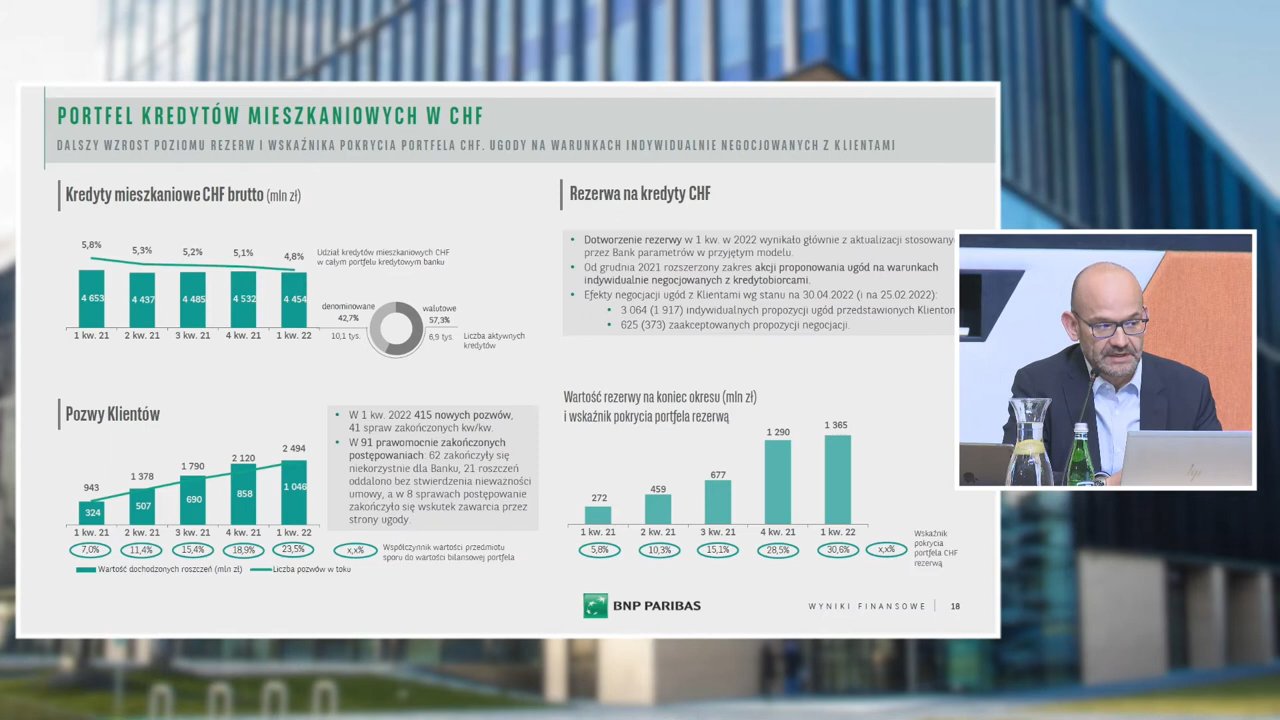 PORTFEL KREDYTÓW MIESZKANIOWYCH W CHF
DALSZY WZROST POZIOMU REZERW I WSKAŹNIKA POKRYCIA PORTFELA CHF. UGODY NA WARUNKACH INDYWIDUALNIE NEGOCJOWANYCH Z KLIENTAMI
Kredyty mieszkaniowe CHF brutto (mln zł)
5,8% 5,3% 5,2% 5,1% 4,8%
Udział kredytów mieszkaniowych CHF
w całym portfelu kredytowym banku
4 653 4 437 4 485 4 532 4 454
1 kw. 21 2 kw. 21 3 kw. 21 4 kw. 21 1 kw. 22
denominowane
42,7%
10,1 tys.
walutowe
57,3%
6,9 tys.
Liczba aktywnych
kredytów
Rezerwa na kredyty CHF
• Dotworzenie rezerwy w 1 kw. w 2022 wynikało głównie z aktualizacji stosowany
przez Bank parametrów w przyjętym modelu.
• Od grudnia 2021 rozszerzony zakres akcji proponowania ugód na warunkach
indywidualnie negocjowanych z kredytobiorcami.
• Efekty negocjacji ugód z Klientami wg stanu na 30.04.2022 (i na 25.02.2022):
• 3 064 (1 917) indywidualnych propozycji ugód przedstawionych Klienton
• 625 (373) zaakceptowanych propozycji negocjacji.
Pozwy Klientów
943 1 378 1 790 2 120 2 494
324 507 690 858 1 046
1 kw. 21 2 kw. 21 3 kw. 21 4 kw. 21 1 kw. 22
7,0% 11,4% 15,4% 18,9% 23,5%
x,x% Współczynnik wartości przedmiotu
sporu do wartości bilansowej portfela
Wartość dochodzonych roszczeń (mln zł) Liczba pozwów w toku
• W 1 kw. 2022 415 nowych pozwów,
41 spraw zakończonych kw/kw.
• W 91 prawomocnie zakończonych
postępowaniach: 62 zakończyły się
niekorzystnie dla Banku, 21 roszczeń
oddalono bez stwierdzenia nieważności
umowy, a w 8 sprawach postępowanie
zakończyło się wskutek zawarcia przez
strony ugody.
Wartość rezerwy na koniec okresu (mln zł)
i wskaźnik pokrycia portfela rezerwą
272 459 677 1 290 1 365
1 kw. 21 2 kw. 21 3 kw. 21 4 kw. 21 1 kw. 22
5,8% 10,3% 15,1% 28,5% 30,6% x,x%
Wskaźnik
pokrycia
portfela CHF
rezerwą
BNP PARIBAS
WYNIKI FINANSOWE 18
hp